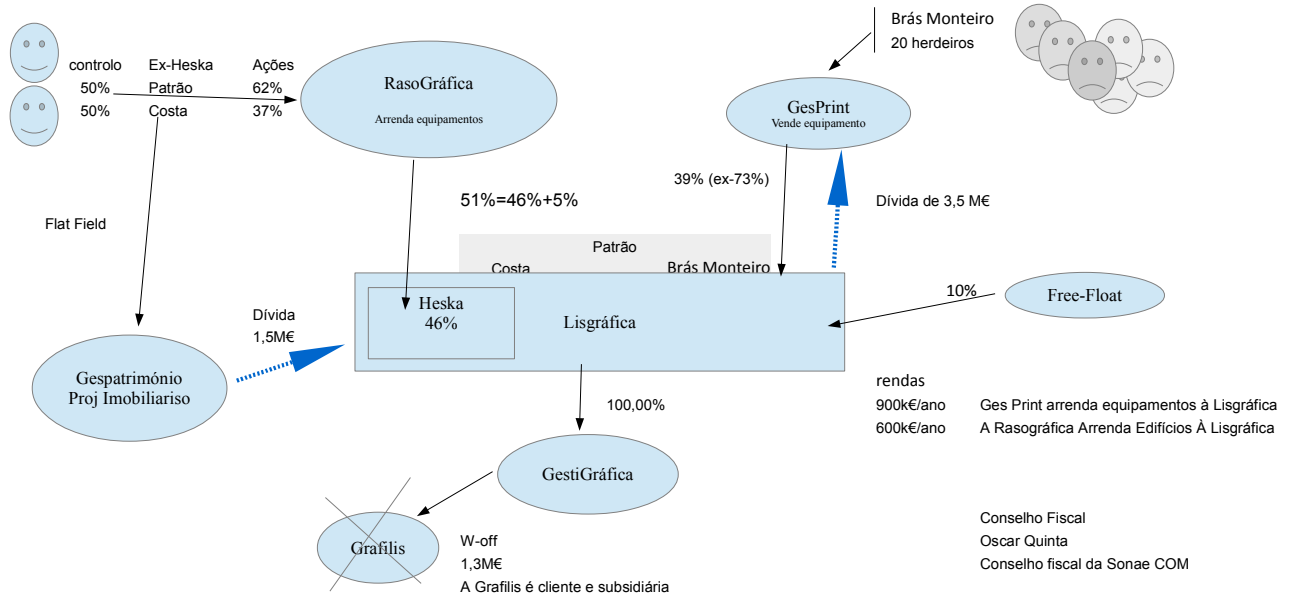 Brás Monteiro
20 herdeiros
controlo Ex-Heska Ações
50% Patrão 62%
50% Costa 37%
RasoGráfica
Arrenda equipamentos
GesPrint
Vende equipamento
39% (ex-73%)
51%=46%+5%
Dívida de 3,5 M€
Flat Field
Patrão
Costa Brás Monteiro
Heska
46%
Lisgráfica
10%
Free-Float
Dívida
1,5M€
Gespatrimónio
Proj Imobiliariso
100,00%
rendas
900k€/ano Ges Print arrenda equipamentos à Lisgráfica
600k€/ano A Rasográfica Arrenda Edifícios À Lisgráfica
GestiGráfica
Grafilis
W-off
1,3M€
A Grafilis é cliente e subsidiária
Conselho Fiscal
Oscar Quinta
Conselho fiscal da Sonae COM